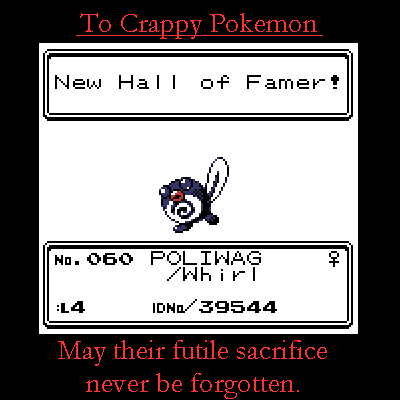 To Crappy Pokemon
New Hall of Famer!
No. 060 POLIWAG ♀
/Whirl
:L4 IDNo/39544
May their futile sacrifice
never be forgotten.